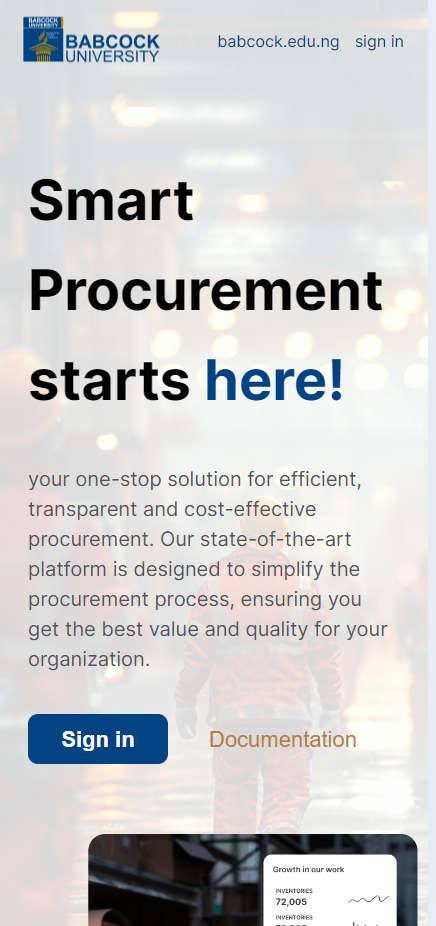 BABCOCK
UNIVERSITY
BABCOCK
UNIVERSITY
babcock.edu.ng sign in
Smart
Procurement
starts here!
your one-stop solution for efficient,
transparent and cost-effective
procurement. Our state-of-the-art
platform is designed to simplify the
procurement process, ensuring you
get the best value and quality for your
organization.
Sign in Documentation
Growth in our work
INVENTORIES
72,005
INVENTORIES